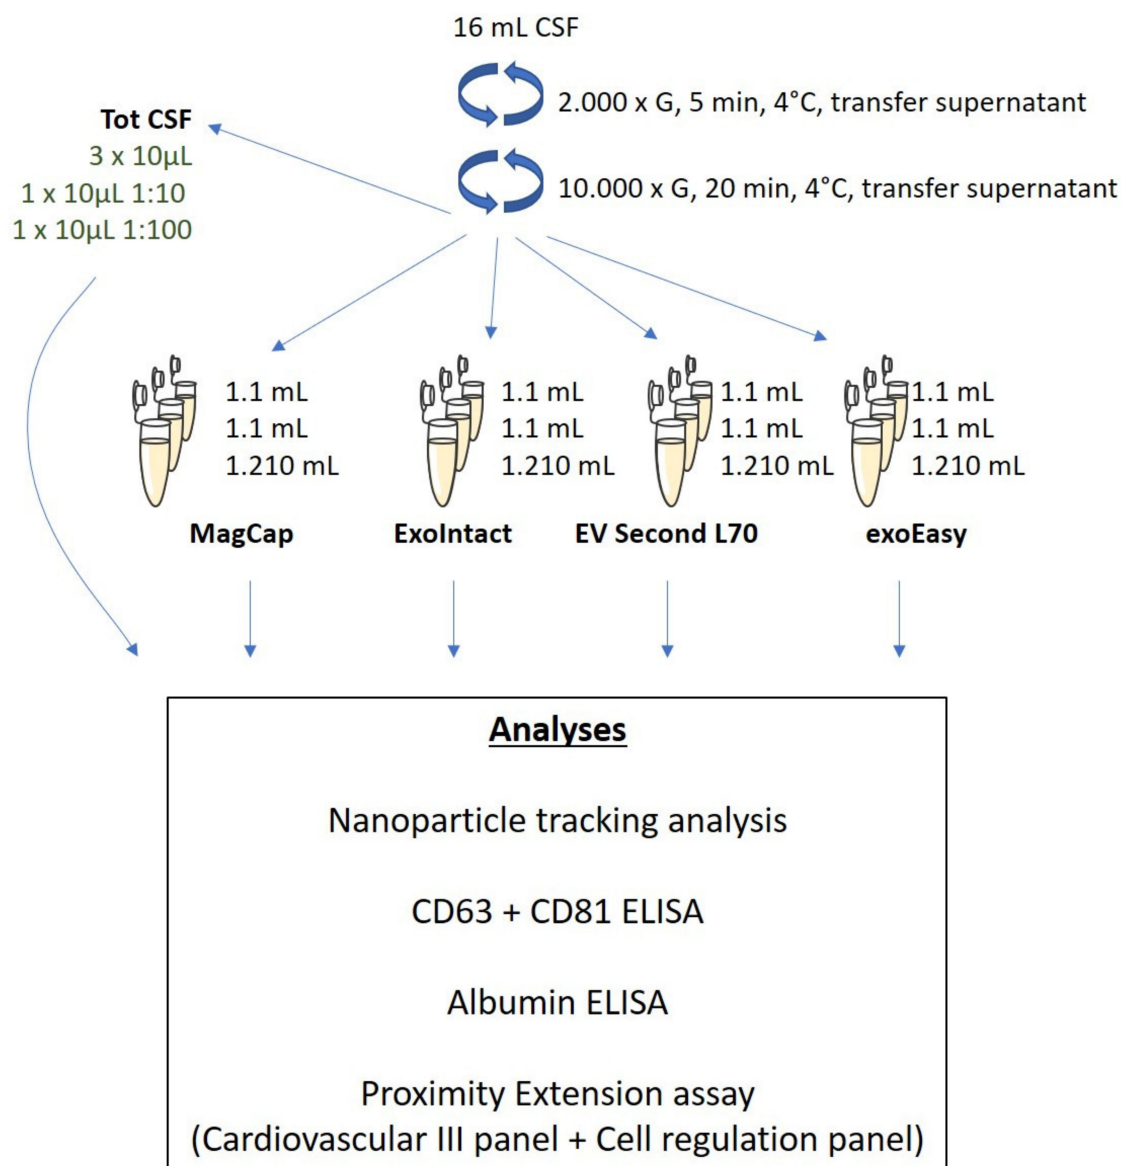 16 mL CSF
2.000 x G, 5 min, 4°C, transfer supernatant
10.000 x G, 20 min, 4°C, transfer supernatant
Tot CSF
3 x 10µL
1 x 10µL 1:10
1 x 10µL 1:100
1.1 mL
1.1 mL
1.210 mL
MagCap
1.1 mL
1.1 mL
1.210 mL
ExoIntact
1.1 mL
1.1 mL
1.210 mL
EV Second L70
1.1 mL
1.1 mL
1.210 mL
exoEasy
Analyses
Nanoparticle tracking analysis
CD63 + CD81 ELISA
Albumin ELISA
Proximity Extension assay
(Cardiovascular III panel + Cell regulation panel)